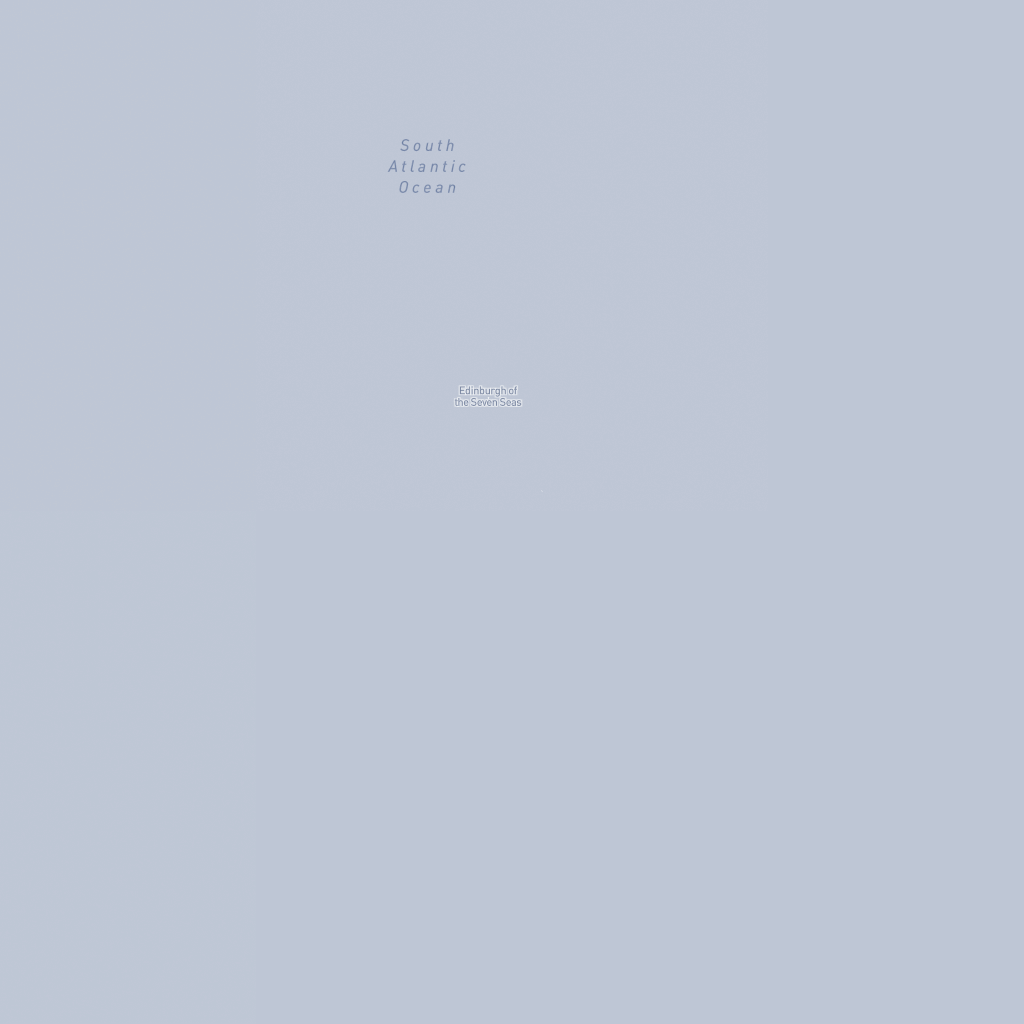 South
Atlantic
Ocean
Edinburgh of
the Seven Seas